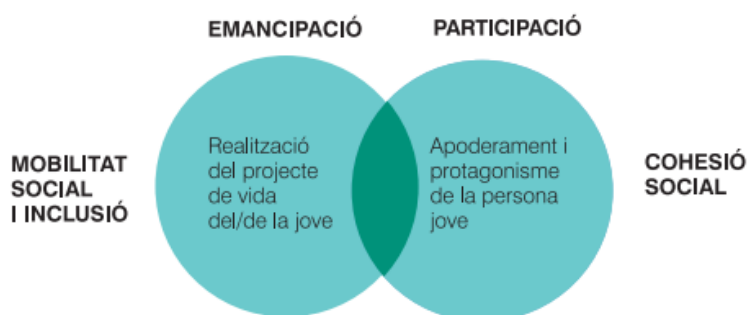 EMANCIPACIÓ
PARTICIPACIÓ
MOBILITAT
SOCIAL
I INCLUSIÓ
Realització
del projecte
de vida
del/de la jove
Apoderament i
protagonisme
de la persona
jove
COHESIÓ
SOCIAL